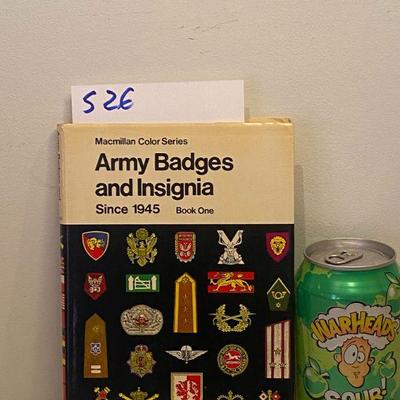 S26
Macmillan Color Series
Army Badges
and Insignia
Since 1945 Book One
WARHEADS
SOUR!